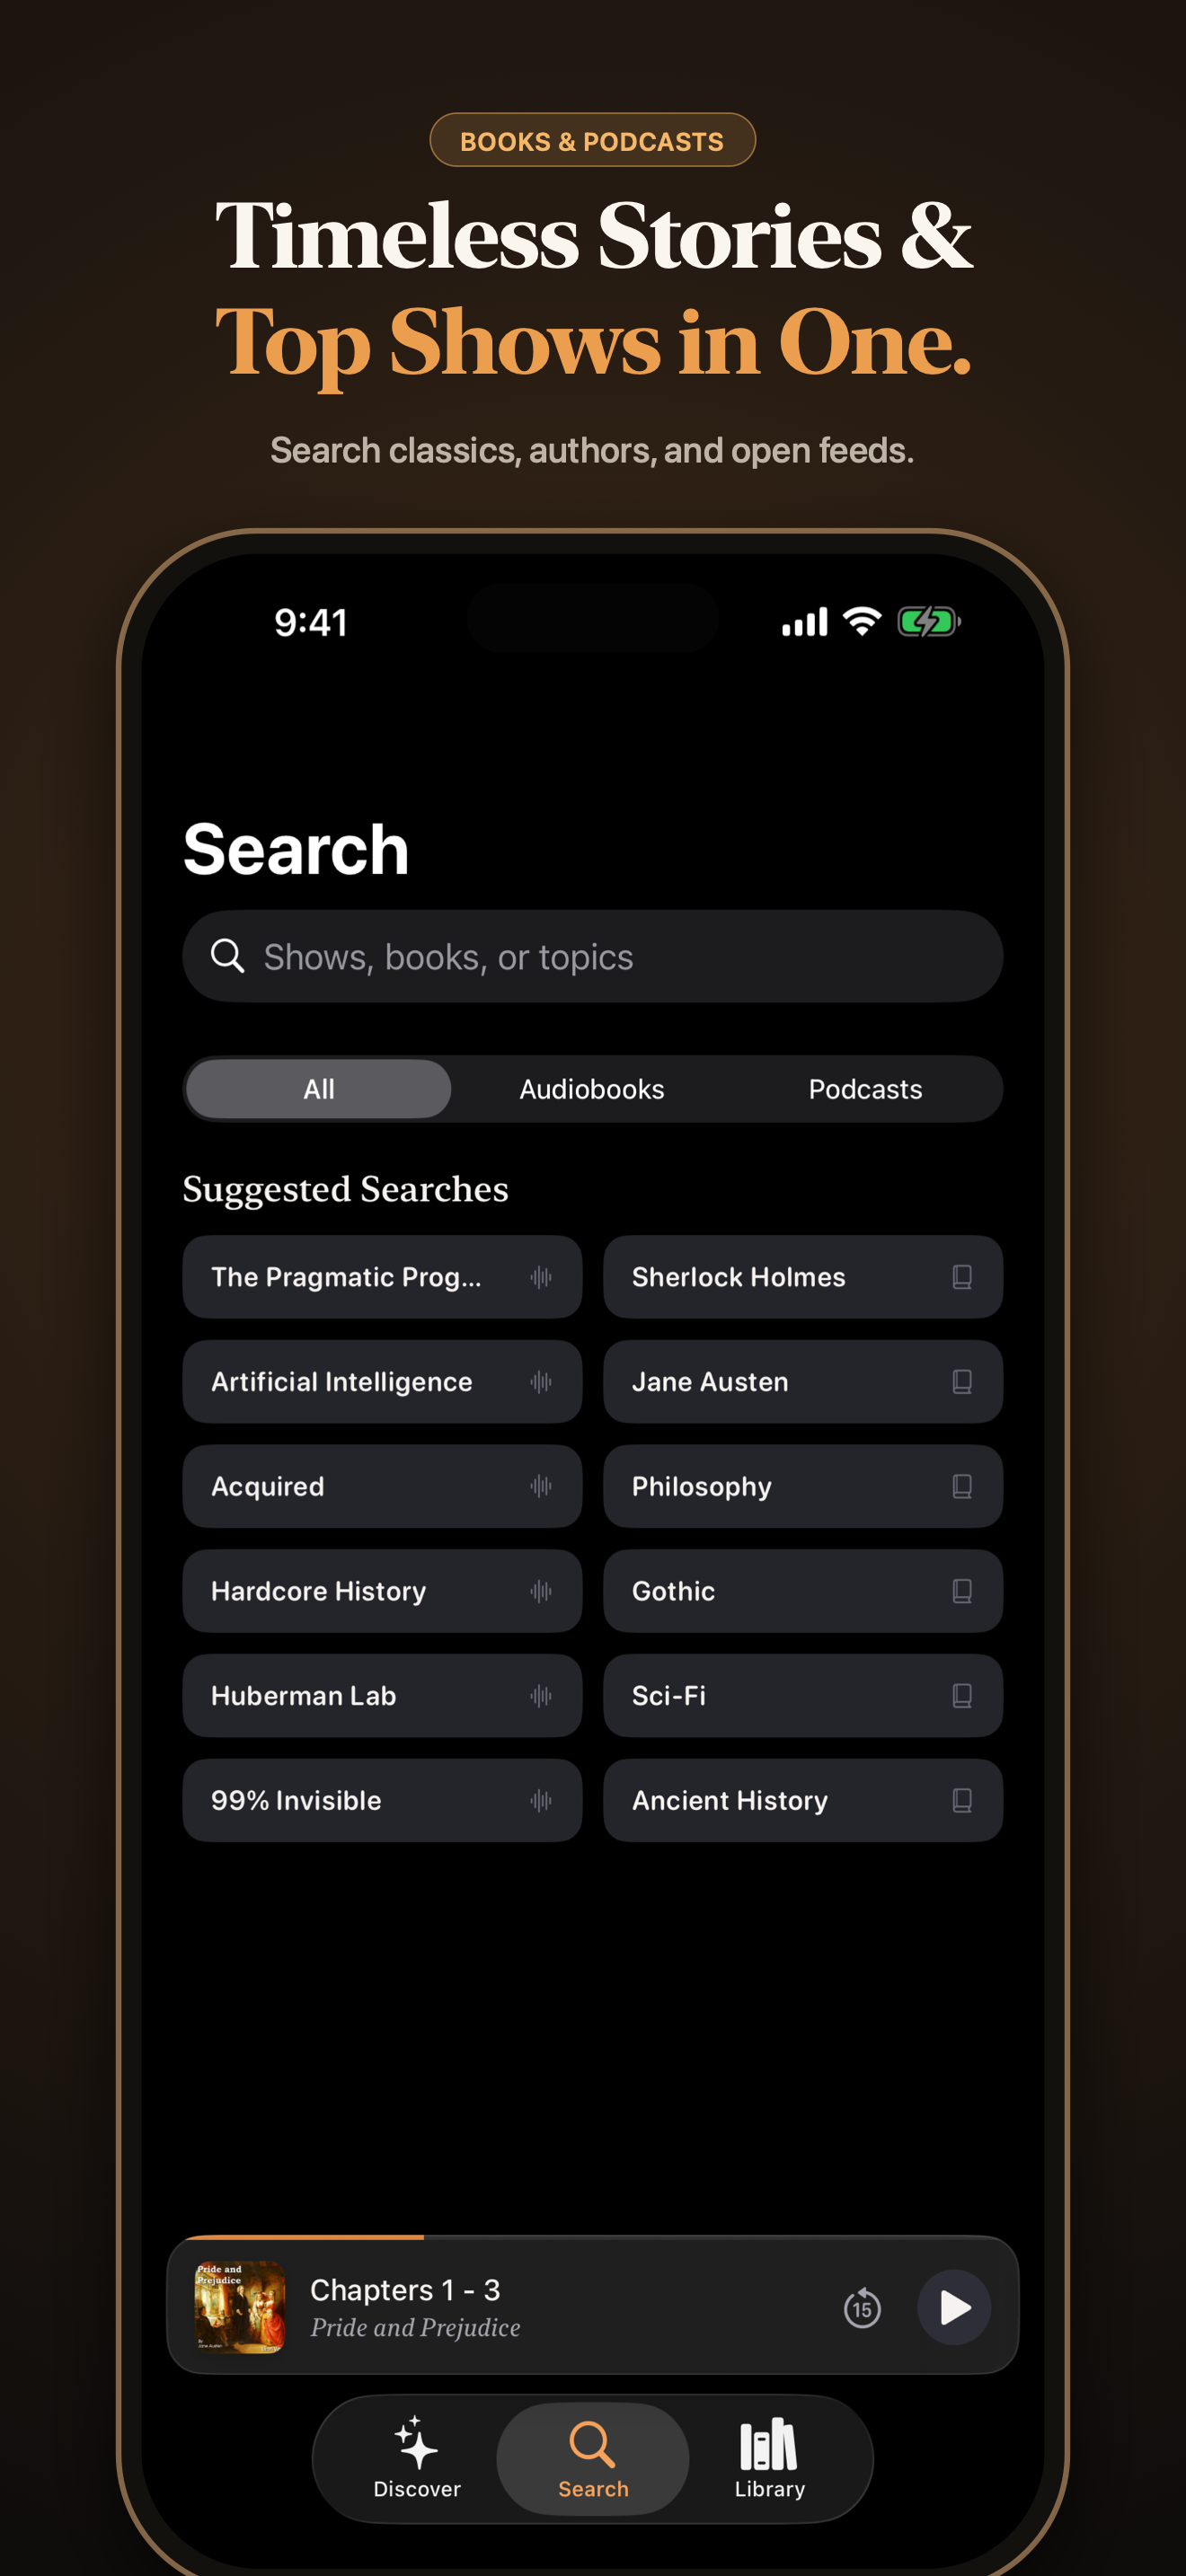 BOOKS & PODCASTS
Timeless Stories &
Top Shows in One.
Search classics, authors, and open feeds.
9:41
Search
Shows, books, or topics
All
Audiobooks
Podcasts
Suggested Searches
The Pragmatic Prog...
Sherlock Holmes
Artificial Intelligence
Jane Austen
Acquired
Philosophy
Hardcore History
Gothic
Huberman Lab
Sci-Fi
99% Invisible
Ancient History
Pride and
Prejudice
Chapters 1 - 3
Pride and Prejudice
15
Discover
Search
Library